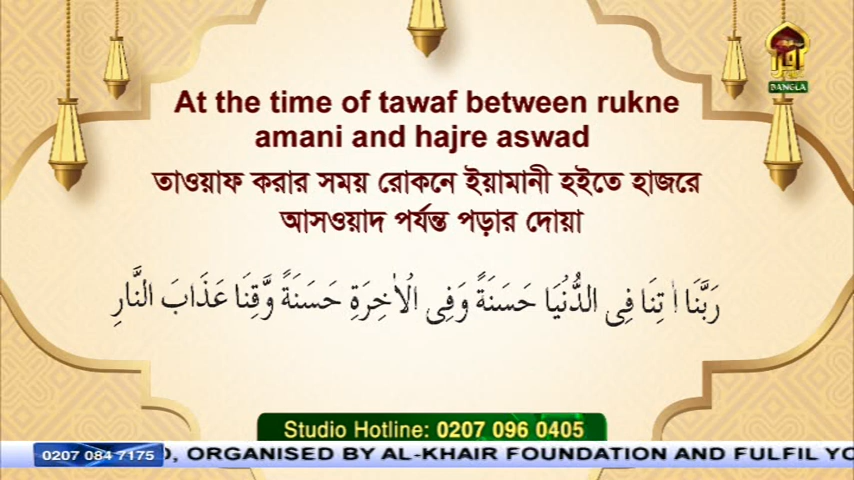 At the time of tawaf between rukne
amani and hajre aswad
তাওয়াফ করার সময় রোকনে ইয়ামানী হইতে হাজরে
আসওয়াদ পর্যন্ত পড়ার দোয়া
رَبَّنَا اٰتِنَا فِى الدُّنْيَا حَسَنَةً وَفِى الْاٰخِرَةِ حَسَنَةً وَّقِنَا عَذَابَ النَّارِ
BANGLA
Studio Hotline: 0207 096 0405
0207 084 7175 , ORGANISED BY AL-KHAIR FOUNDATION AND FULFIL